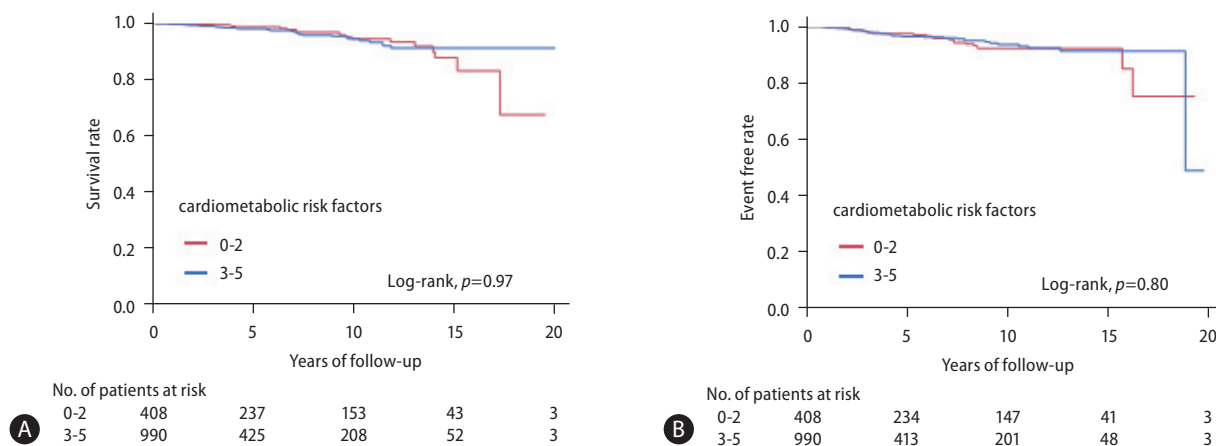 1.0
0.8
0.6
0.4
0.2
0.0
Survival rate
cardiometabolic risk factors
0-2
3-5
Log-rank, p=0.97
0 5 10 15 20
Years of follow-up
No. of patients at risk
0-2 408 237 153 43 3
3-5 990 425 208 52 3
A
1.0
0.8
0.6
0.4
0.2
0.0
Event free rate
cardiometabolic risk factors
0-2
3-5
Log-rank, p=0.80
0 5 10 15 20
Years of follow-up
No. of patients at risk
0-2 408 234 147 41 3
3-5 990 413 201 48 3
B